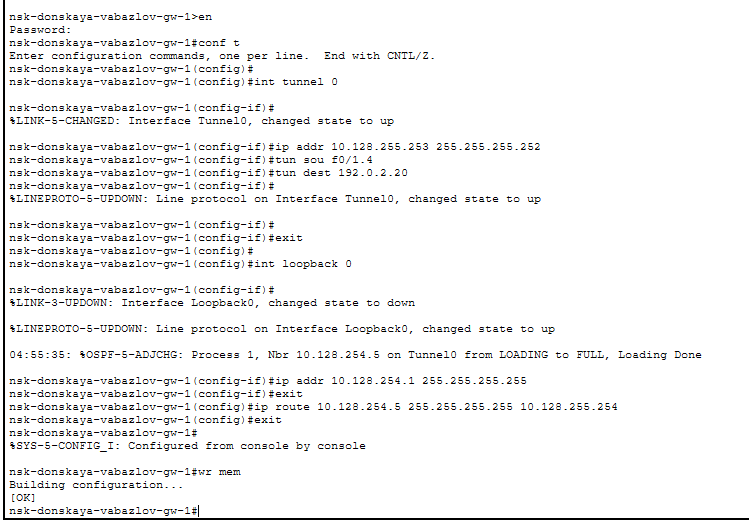 nsk-donskaya-vabazlov-gw-1>en
Password:
nsk-donskaya-vabazlov-gw-1#conf t
Enter configuration commands, one per line.  End with CNTL/Z.
nsk-donskaya-vabazlov-gw-1(config)#
nsk-donskaya-vabazlov-gw-1(config)#int tunnel 0
nsk-donskaya-vabazlov-gw-1(config-if)#
%LINK-5-CHANGED: Interface Tunnel0, changed state to up
nsk-donskaya-vabazlov-gw-1(config-if)#ip addr 10.128.255.253 255.255.255.252
nsk-donskaya-vabazlov-gw-1(config-if)#tun sou f0/1.4
nsk-donskaya-vabazlov-gw-1(config-if)#tun dest 192.0.2.20
nsk-donskaya-vabazlov-gw-1(config-if)#
%LINEPROTO-5-UPDOWN: Line protocol on Interface Tunnel0, changed state to up
nsk-donskaya-vabazlov-gw-1(config-if)#
nsk-donskaya-vabazlov-gw-1(config-if)#exit
nsk-donskaya-vabazlov-gw-1(config)#
nsk-donskaya-vabazlov-gw-1(config)#int loopback 0
nsk-donskaya-vabazlov-gw-1(config-if)#
%LINK-3-UPDOWN: Interface Loopback0, changed state to down
%LINEPROTO-5-UPDOWN: Line protocol on Interface Loopback0, changed state to up
04:55:35: %OSPF-5-ADJCHG: Process 1, Nbr 10.128.254.5 on Tunnel0 from LOADING to FULL, Loading Done
nsk-donskaya-vabazlov-gw-1(config-if)#ip addr 10.128.254.1 255.255.255.255
nsk-donskaya-vabazlov-gw-1(config-if)#exit
nsk-donskaya-vabazlov-gw-1(config)#ip route 10.128.254.5 255.255.255.255 10.128.255.254
nsk-donskaya-vabazlov-gw-1(config)#exit
nsk-donskaya-vabazlov-gw-1#
%SYS-5-CONFIG_I: Configured from console by console
nsk-donskaya-vabazlov-gw-1#wr mem
Building configuration...
[OK]
nsk-donskaya-vabazlov-gw-1#